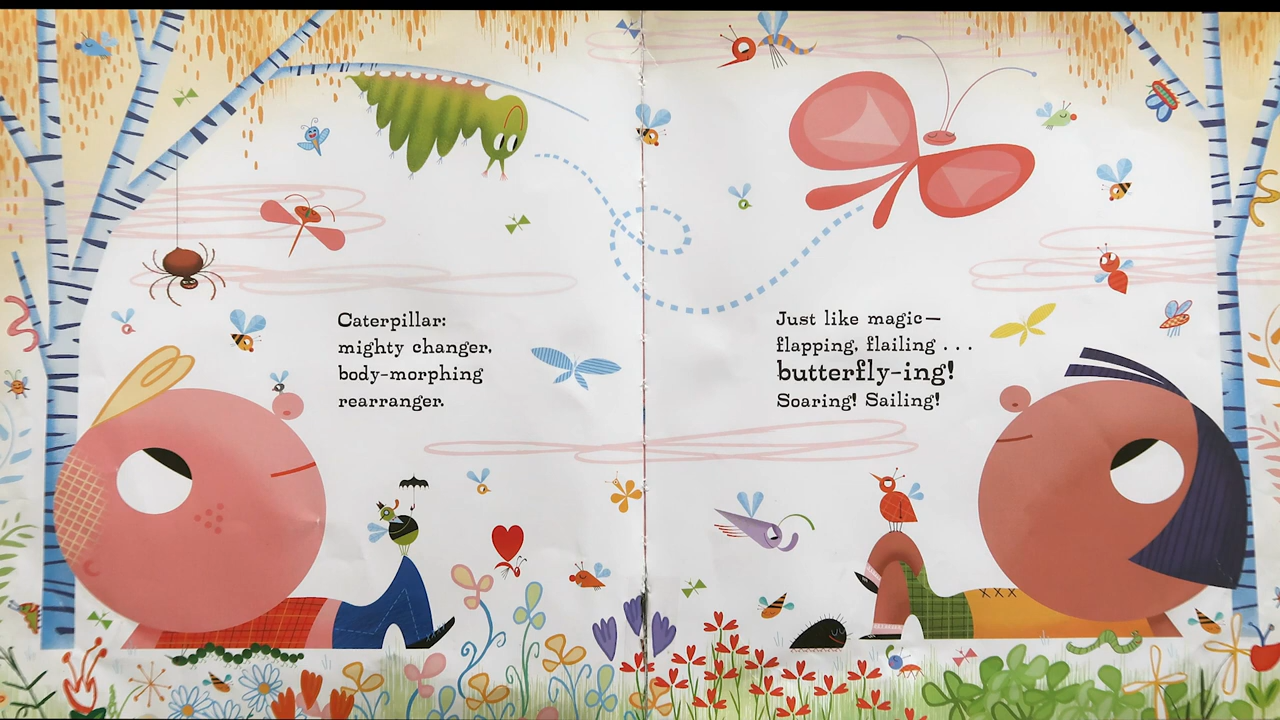 Caterpillar:
mighty changer,
body-morphing
rearranger.
Just like magic—
flapping, flailing . . .
butterfly-ing!
Soaring! Sailing!